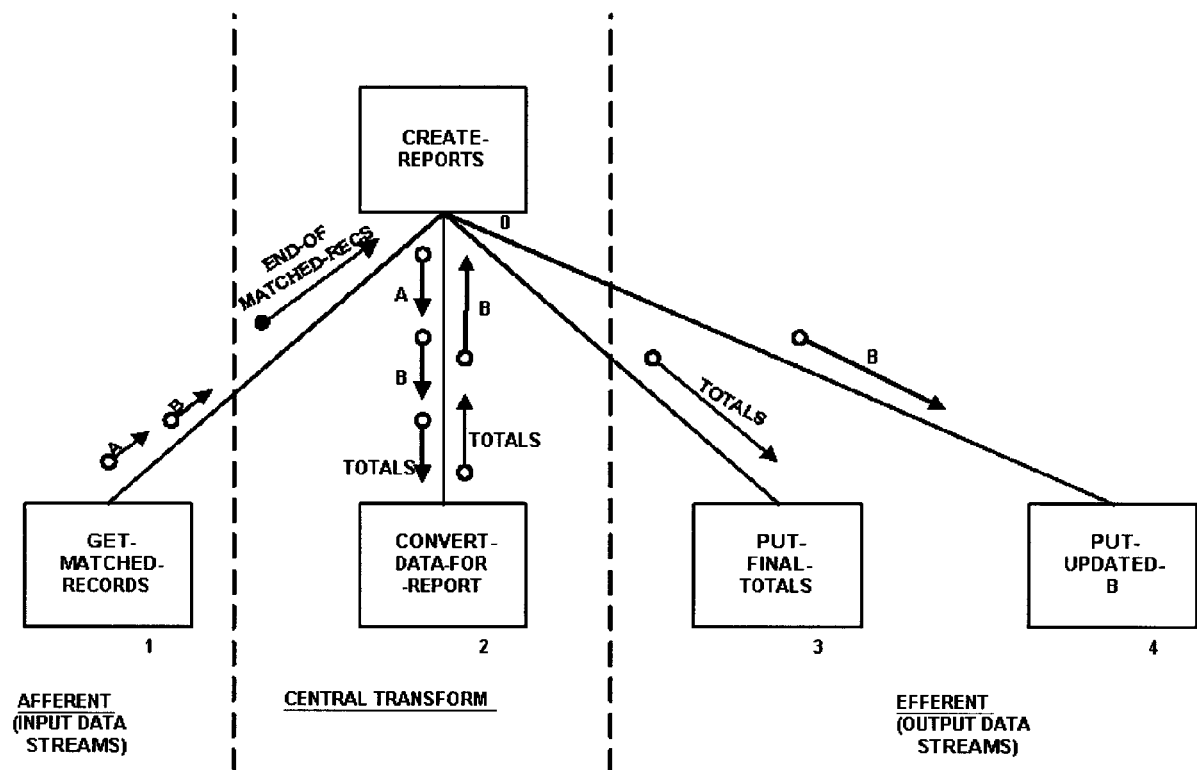 CREATE-
REPORTS
0
END-OF
MATCHED-RECS
A
B
B
A
B
TOTALS
TOTALS
TOTALS
B
GET-
MATCHED-
RECORDS
1
CONVERT-
DATA-FOR
-REPORT
2
PUT-
FINAL-
TOTALS
3
PUT-
UPDATED-
B
4
AFFERENT
(INPUT DATA
STREAMS)
CENTRAL TRANSFORM
EFFERENT
(OUTPUT DATA
STREAMS)